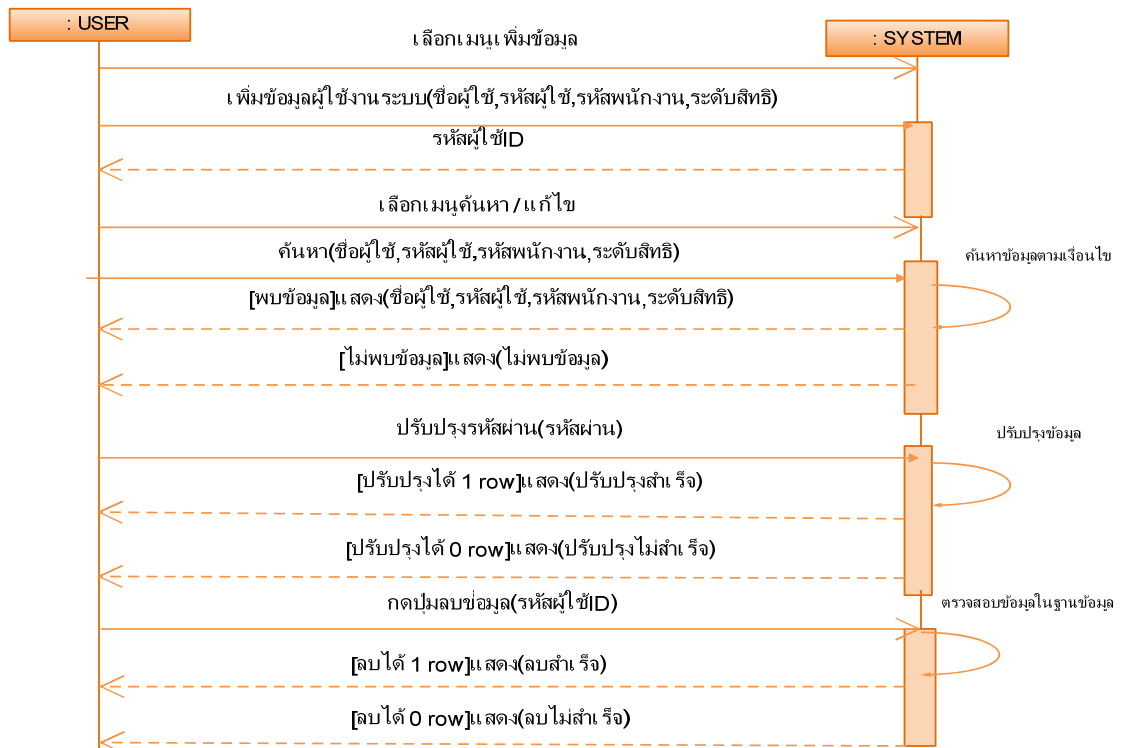 : USER
: SYSTEM
เลือกเมนูเพิ่มข้อมูล
เพิ่มข้อมูลผู้ใช้งานระบบ(ชื่อผู้ใช้,รหัสผู้ใช้,รหัสพนักงาน,ระดับสิทธิ)
รหัสผู้ใช้ID
เลือกเมนูค้นหา/แก้ไข
ค้นหา(ชื่อผู้ใช้,รหัสผู้ใช้,รหัสพนักงาน,ระดับสิทธิ)
ค้นหาข้อมูลตามเงื่อนไข
[พบข้อมูล]แสดง(ชื่อผู้ใช้,รหัสผู้ใช้,รหัสพนักงาน,ระดับสิทธิ)
[ไม่พบข้อมูล]แสดง(ไม่พบข้อมูล)
ปรับปรุงรหัสผ่าน(รหัสผ่าน)
ปรับปรุงข้อมูล
[ปรับปรุงได้ 1 row]แสดง(ปรับปรุงสำเร็จ)
[ปรับปรุงได้ 0 row]แสดง(ปรับปรุงไม่สำเร็จ)
กดปุ่มลบข่อมูล(รหัสผู้ใช้ID)
ตรวจสอบข้อมูลในฐานข้อมูล
[ลบได้ 1 row]แสดง(ลบสำเร็จ)
[ลบได้ 0 row]แสดง(ลบไม่สำเร็จ)